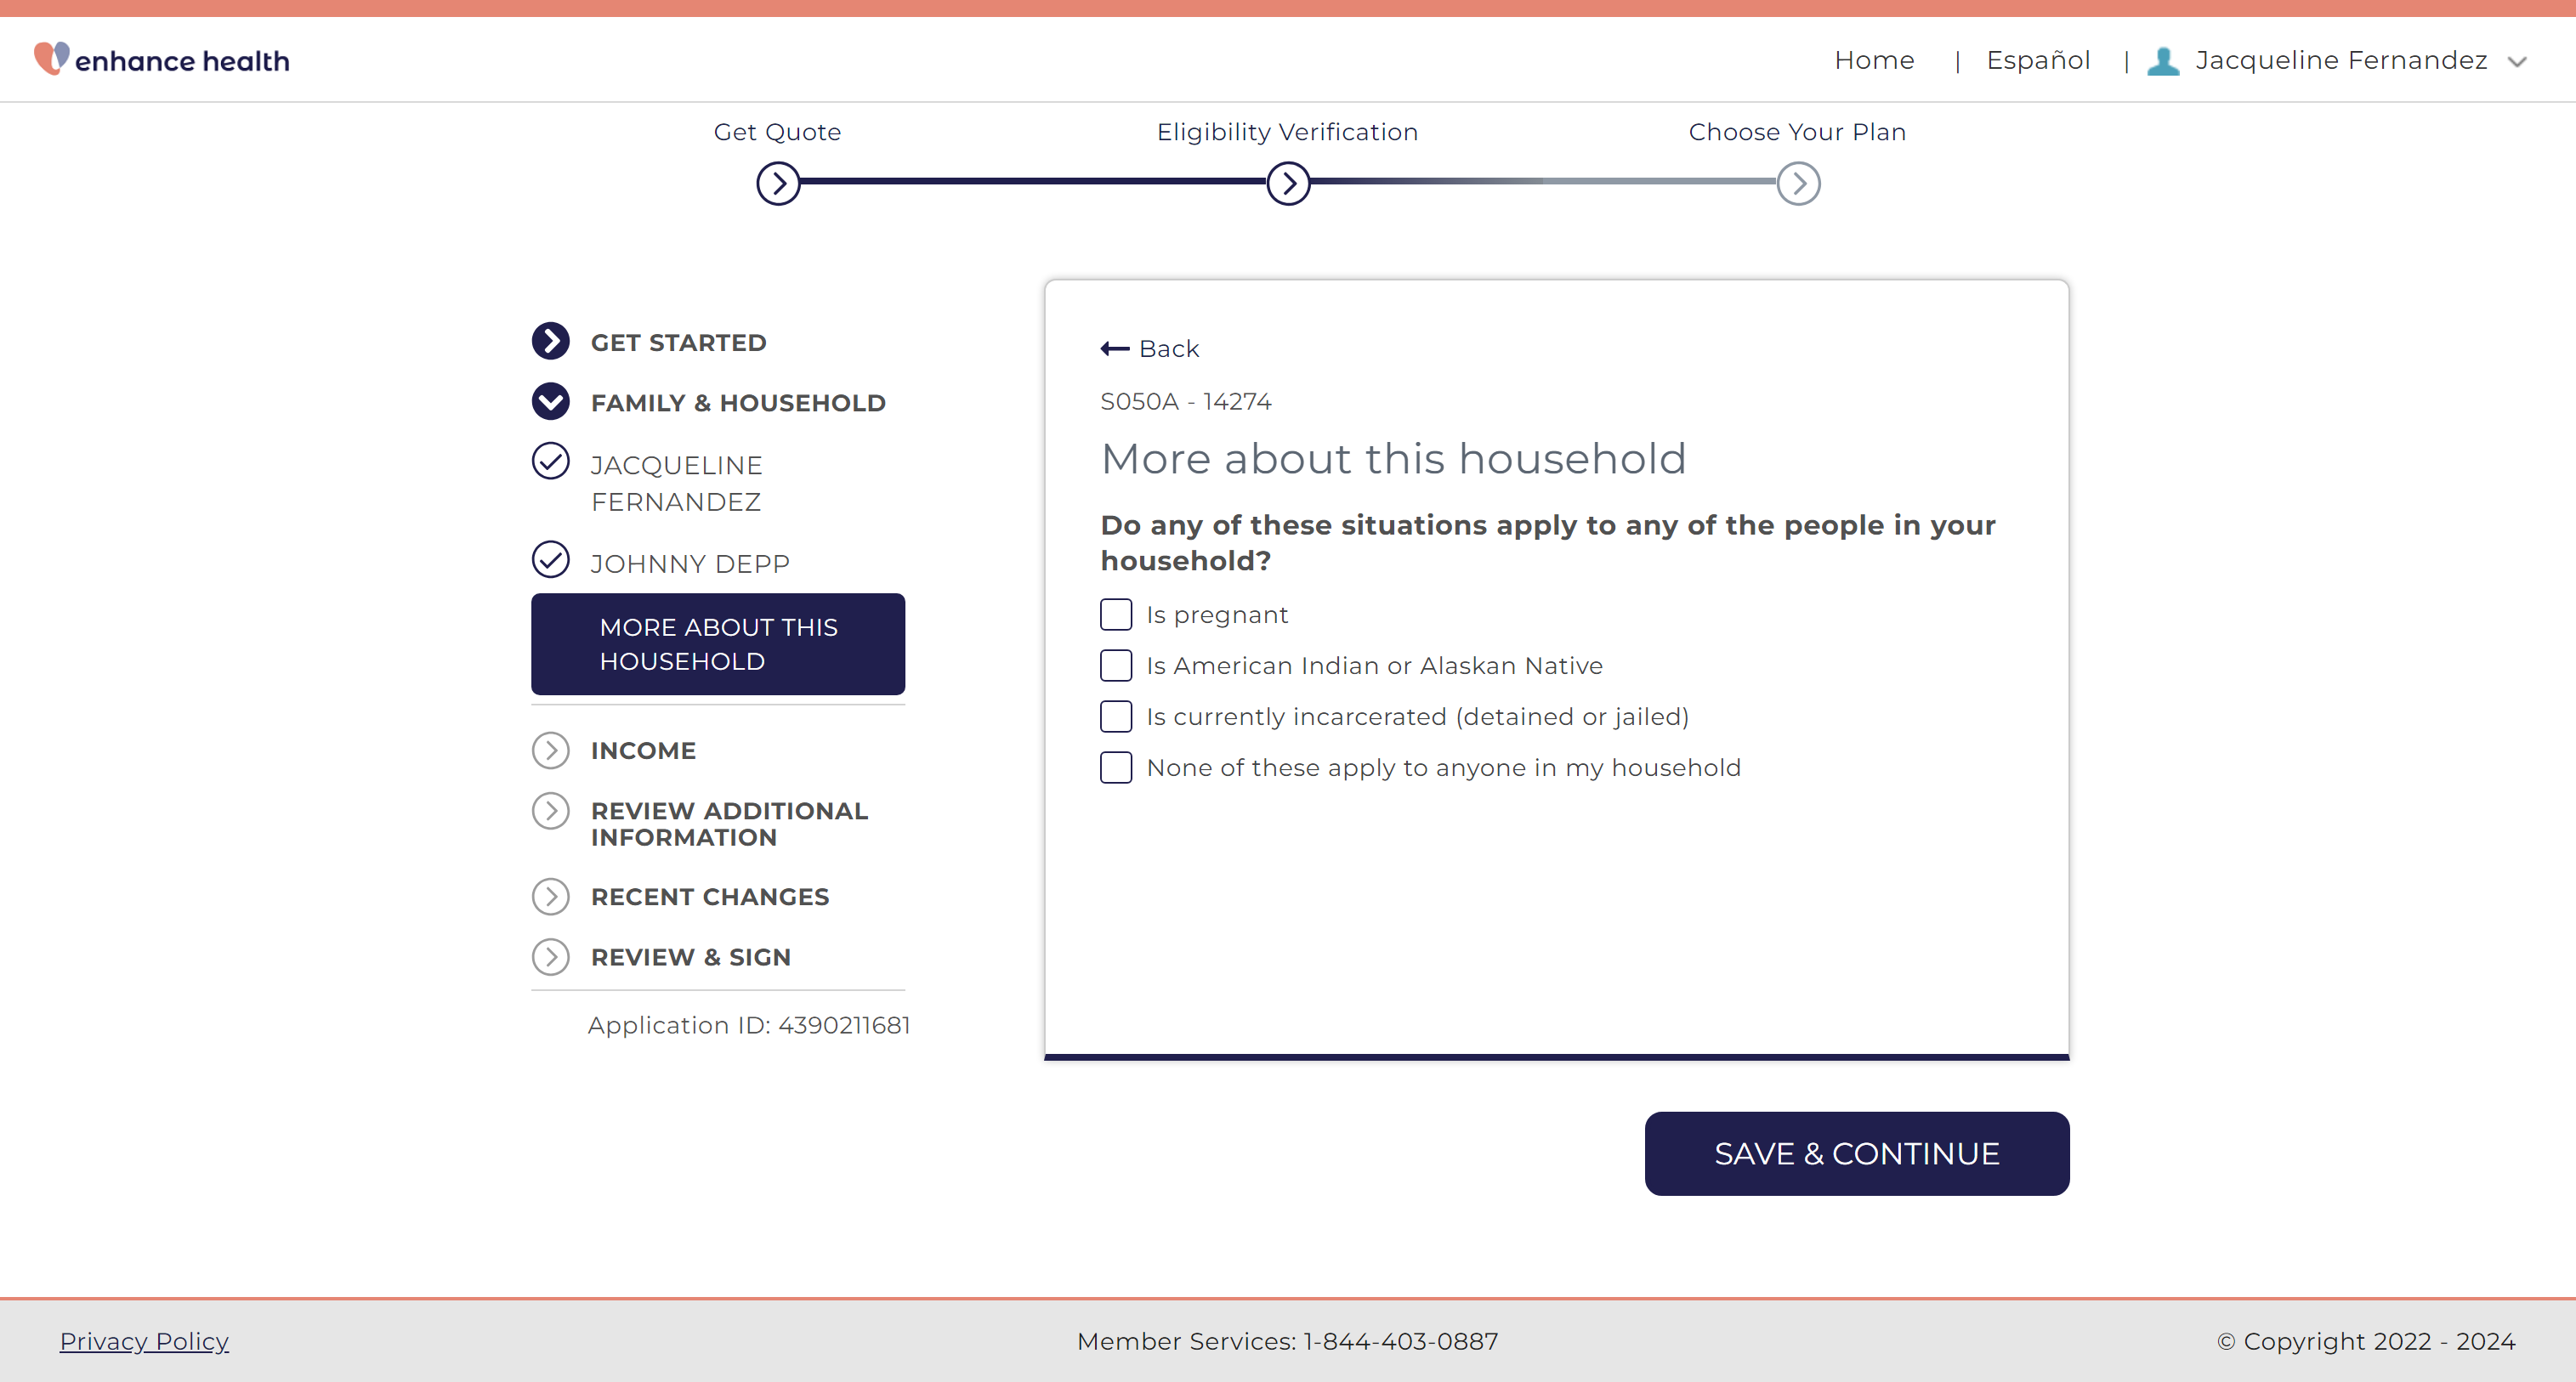 enhance health
Home | Español | Jacqueline Fernandez
Get Quote
Eligibility Verification
Choose Your Plan
GET STARTED
FAMILY & HOUSEHOLD
JACQUELINE
FERNANDEZ
JOHNNY DEPP
MORE ABOUT THIS
HOUSEHOLD
INCOME
REVIEW ADDITIONAL
INFORMATION
RECENT CHANGES
REVIEW & SIGN
Application ID: 4390211681
Back
S050A - 14274
More about this household
Do any of these situations apply to any of the people in your
household?
Is pregnant
Is American Indian or Alaskan Native
Is currently incarcerated (detained or jailed)
None of these apply to anyone in my household
SAVE & CONTINUE
Privacy Policy
Member Services: 1-844-403-0887
© Copyright 2022 - 2024